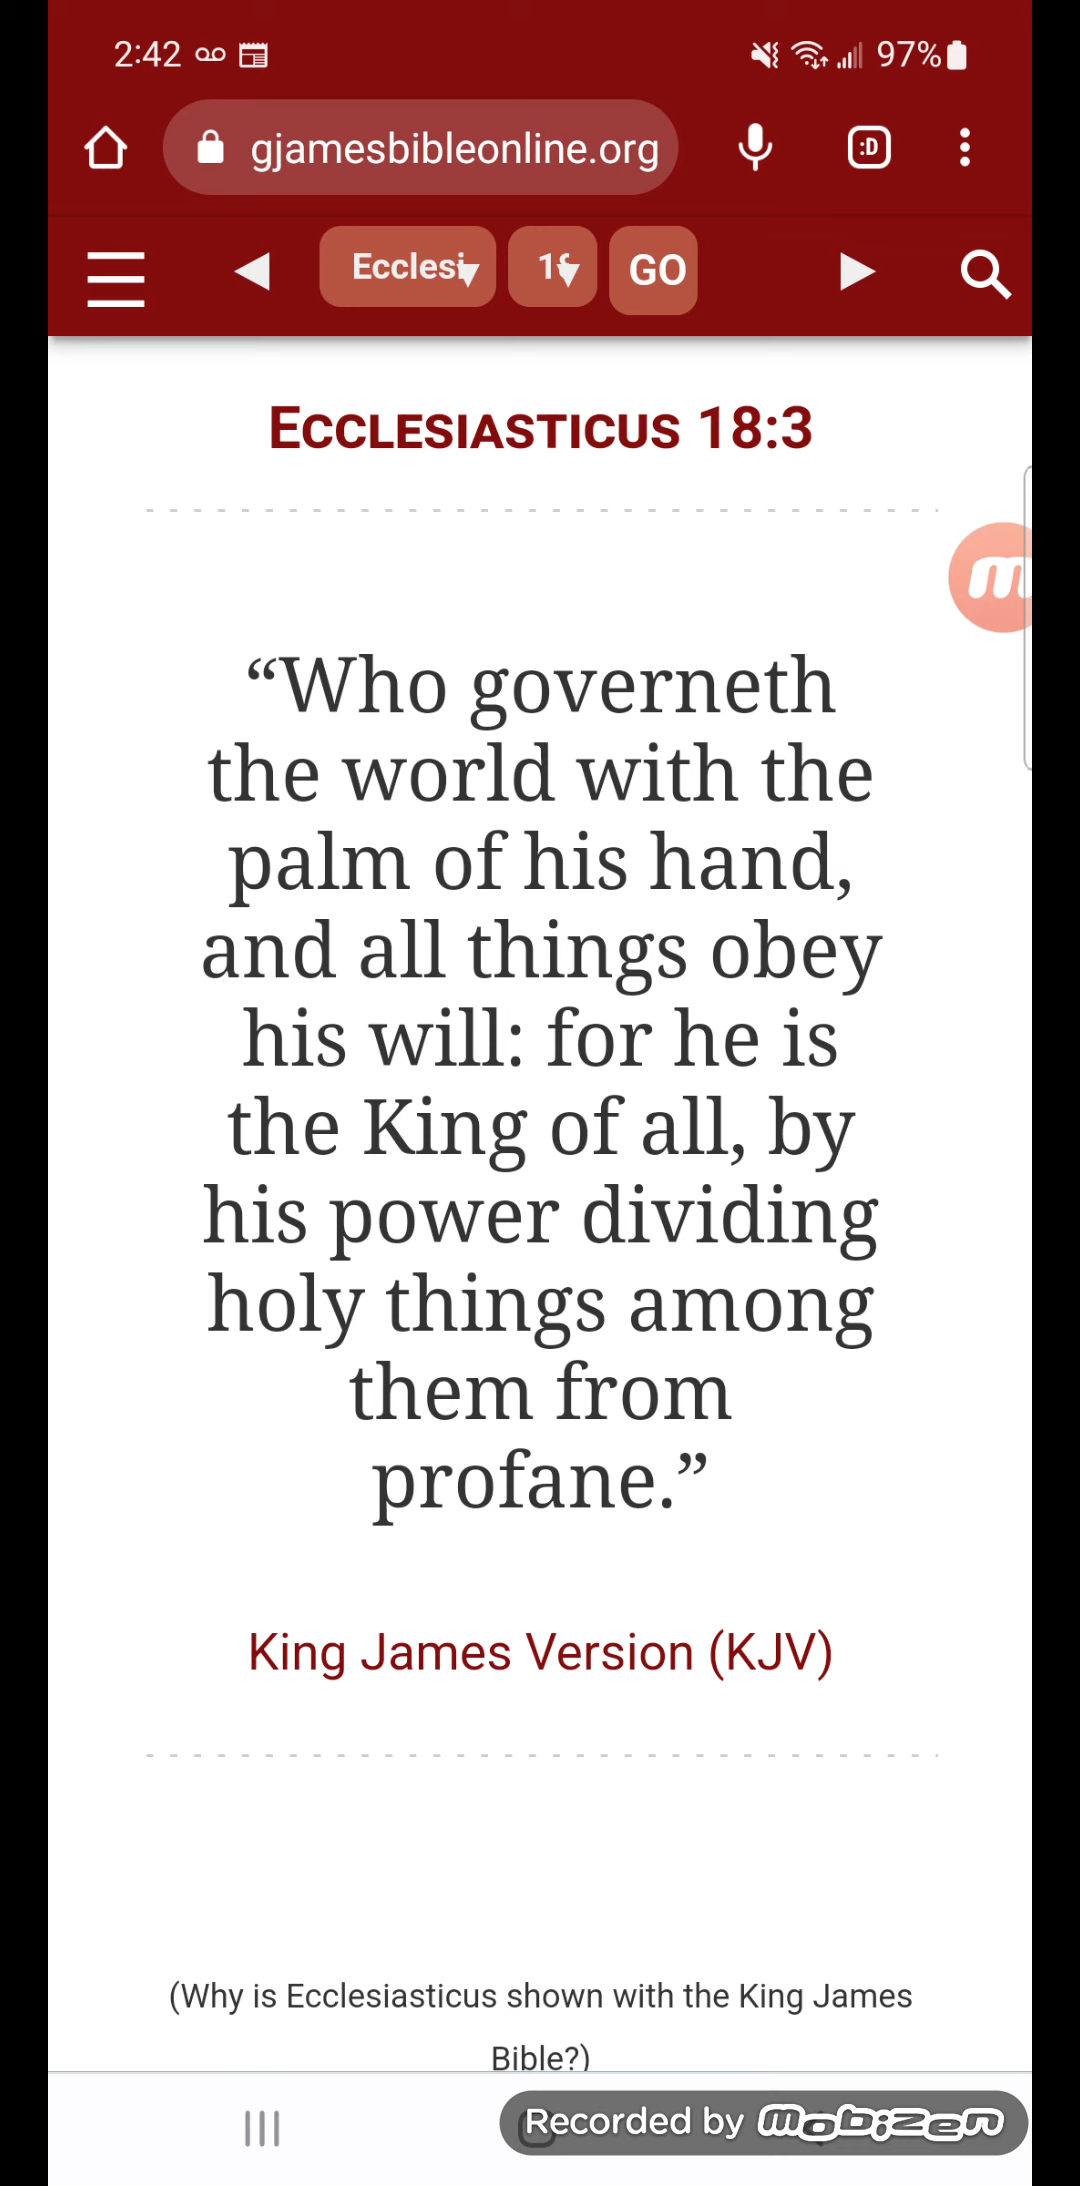 2:42
97%
gjamesbibleonline.org
:D
Ecclesi
GO
ECCLESIASTICUS 18:3
“Who governeth
the world with the
palm of his hand,
and all things obey
his will: for he is
the King of all, by
his power dividing
holy things among
them from
profane.”
King James Version (KJV)
(Why is Ecclesiasticus shown with the King James
Bible?)
Recorded by mobizen